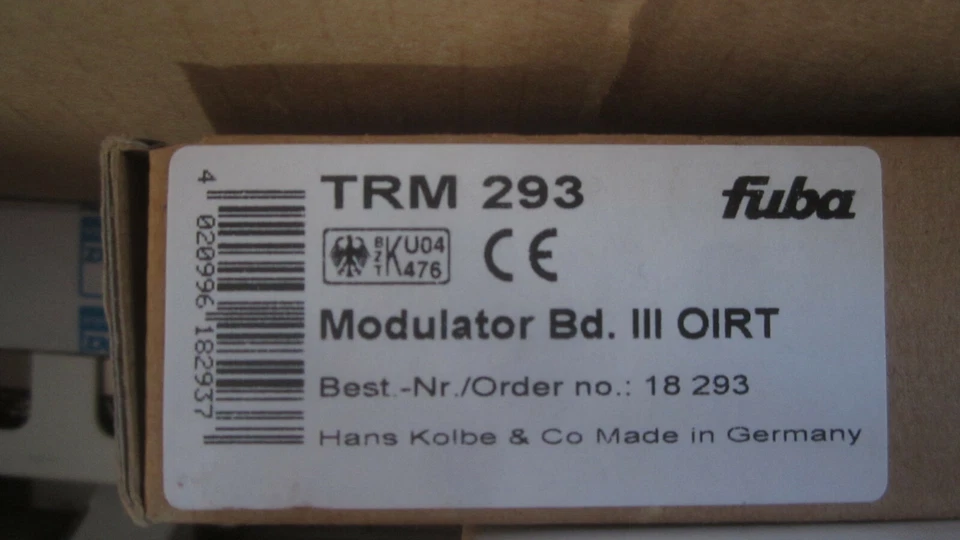 TRM 293
fuba
BZT K U04 476
CE
Modulator Bd. III OIRT
Best.-Nr./Order no.: 18 293
Hans Kolbe & Co Made in Germany
4 020996 182937